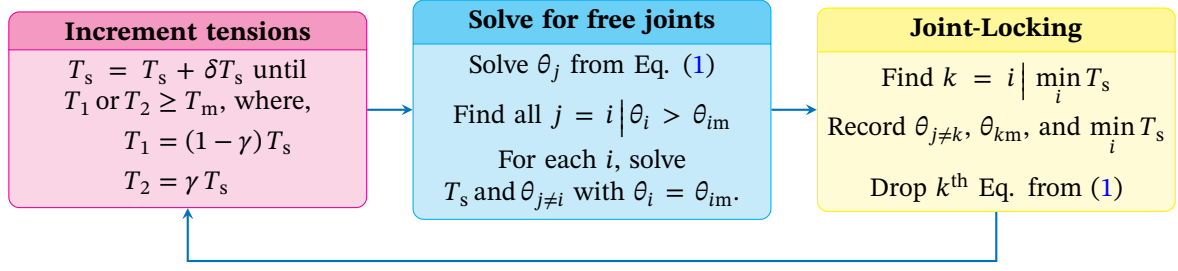 Increment tensions
T_s = T_s + δT_s until
T_1 or T_2 ≥ T_m, where,
T_1 = (1 − γ) T_s
T_2 = γ T_s
Solve for free joints
Solve θ_j from Eq. (1)
Find all j = i | θ_i > θ_im
For each i, solve
T_s and θ_{j≠i} with θ_i = θ_im.
Joint-Locking
Find k = i | min_i T_s
Record θ_{j≠k}, θ_km, and min_i T_s
Drop k^th Eq. from (1)